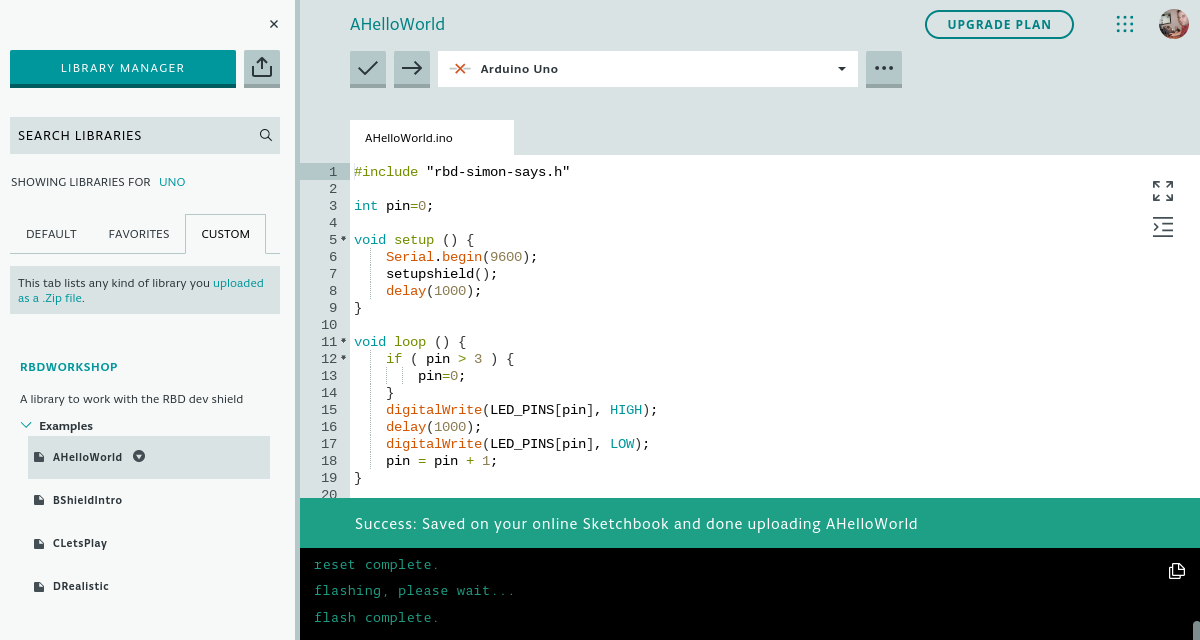 ×
LIBRARY MANAGER
SEARCH LIBRARIES
SHOWING LIBRARIES FOR UNO
DEFAULT FAVORITES CUSTOM
This tab lists any kind of library you uploaded
as a .Zip file.
RBDWORKSHOP
A library to work with the RBD dev shield
Examples
AHelloWorld
BShieldIntro
CLetsPlay
DRealistic
AHelloWorld
UPGRADE PLAN
Arduino Uno
AHelloWorld.ino
1 #include "rbd-simon-says.h"
2
3 int pin=0;
4
5 void setup () {
6 Serial.begin(9600);
7 setupshield();
8 delay(1000);
9 }
10
11 void loop () {
12 if ( pin > 3 ) {
13 pin=0;
14 }
15 digitalWrite(LED_PINS[pin], HIGH);
16 delay(1000);
17 digitalWrite(LED_PINS[pin], LOW);
18 pin = pin + 1;
19 }
20
Success: Saved on your online Sketchbook and done uploading AHelloWorld
reset complete.
flashing, please wait...
flash complete.